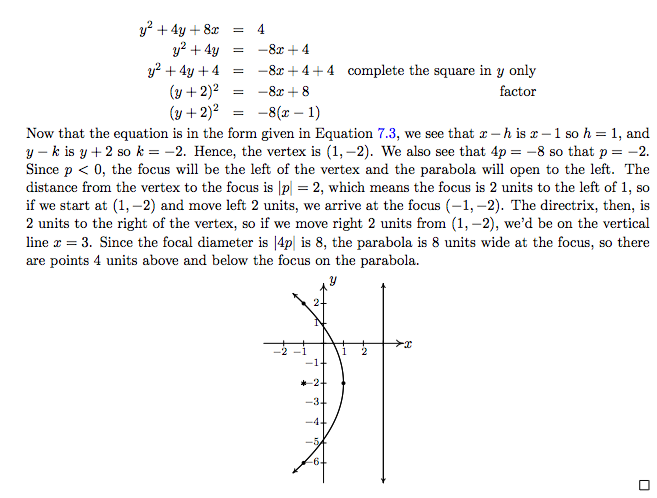 y² + 4y + 8x = 4
y² + 4y = −8x + 4
y² + 4y + 4 = −8x + 4 + 4 complete the square in y only
(y + 2)² = −8x + 8 factor
(y + 2)² = −8(x − 1)
Now that the equation is in the form given in Equation 7.3, we see that x − h is x − 1 so h = 1, and
y − k is y + 2 so k = −2. Hence, the vertex is (1, −2). We also see that 4p = −8 so that p = −2.
Since p < 0, the focus will be the left of the vertex and the parabola will open to the left. The
distance from the vertex to the focus is |p| = 2, which means the focus is 2 units to the left of 1, so
if we start at (1, −2) and move left 2 units, we arrive at the focus (−1, −2). The directrix, then, is
2 units to the right of the vertex, so if we move right 2 units from (1, −2), we'd be on the vertical
line x = 3. Since the focal diameter is |4p| is 8, the parabola is 8 units wide at the focus, so there
are points 4 units above and below the focus on the parabola.
y
2
1
x
−2 −1 1 2
−1
−2
−3
−4
−5
−6